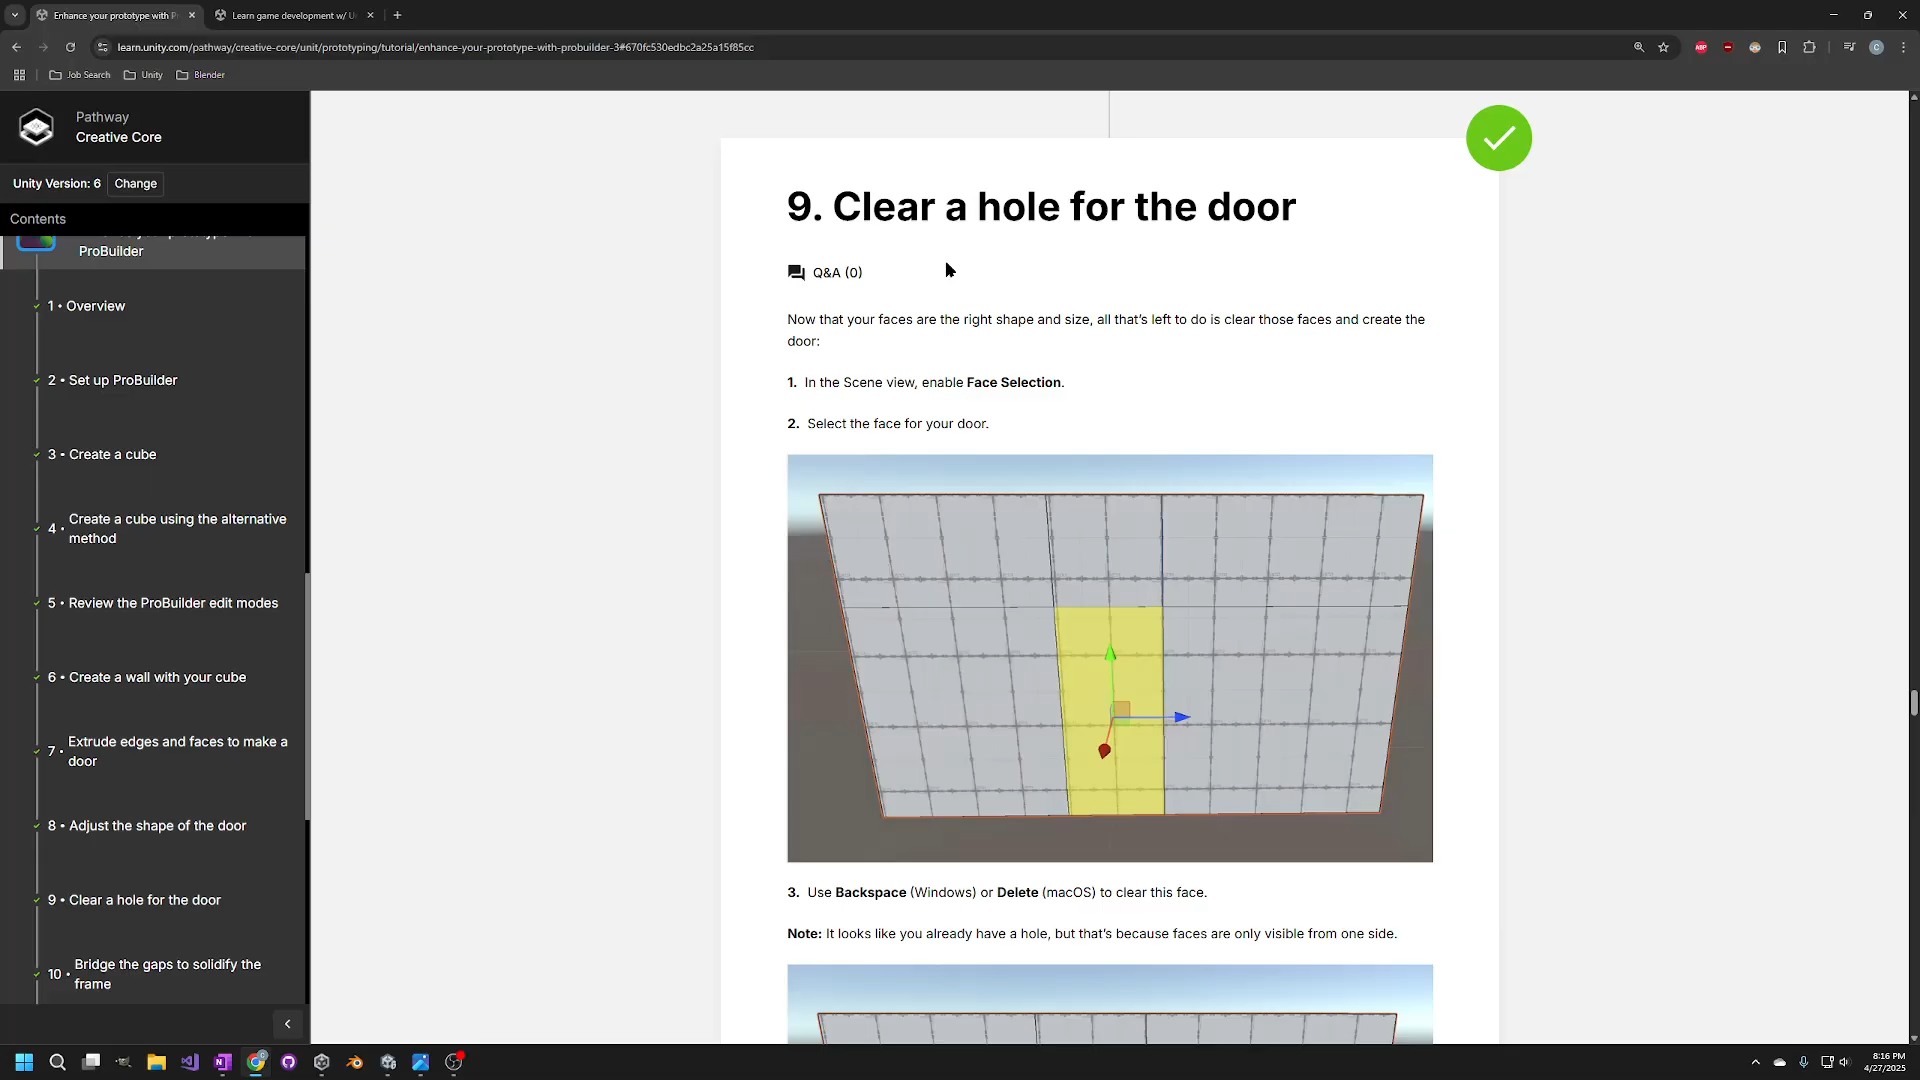 Enhance your prototype with P
Learn game development w/ U
learn.unity.com/pathway/creative-core/unit/prototyping/tutorial/enhance-your-prototype-with-probuilder-3#670fc530edbc2a25a15f85cc
Job Search
Unity
Blender
Pathway
Creative Core
Unity Version: 6
Change
Contents
ProBuilder
1 • Overview
2 • Set up ProBuilder
3 • Create a cube
4 • Create a cube using the alternative
method
5 • Review the ProBuilder edit modes
6 • Create a wall with your cube
7 • Extrude edges and faces to make a
door
8 • Adjust the shape of the door
9 • Clear a hole for the door
10 • Bridge the gaps to solidify the
frame
9. Clear a hole for the door
Q&A (0)
Now that your faces are the right shape and size, all that's left to do is clear those faces and create the
door:
1. In the Scene view, enable Face Selection.
2. Select the face for your door.
3. Use Backspace (Windows) or Delete (macOS) to clear this face.
Note: It looks like you already have a hole, but that's because faces are only visible from one side.
ABP
C
8:16 PM
4/27/2025